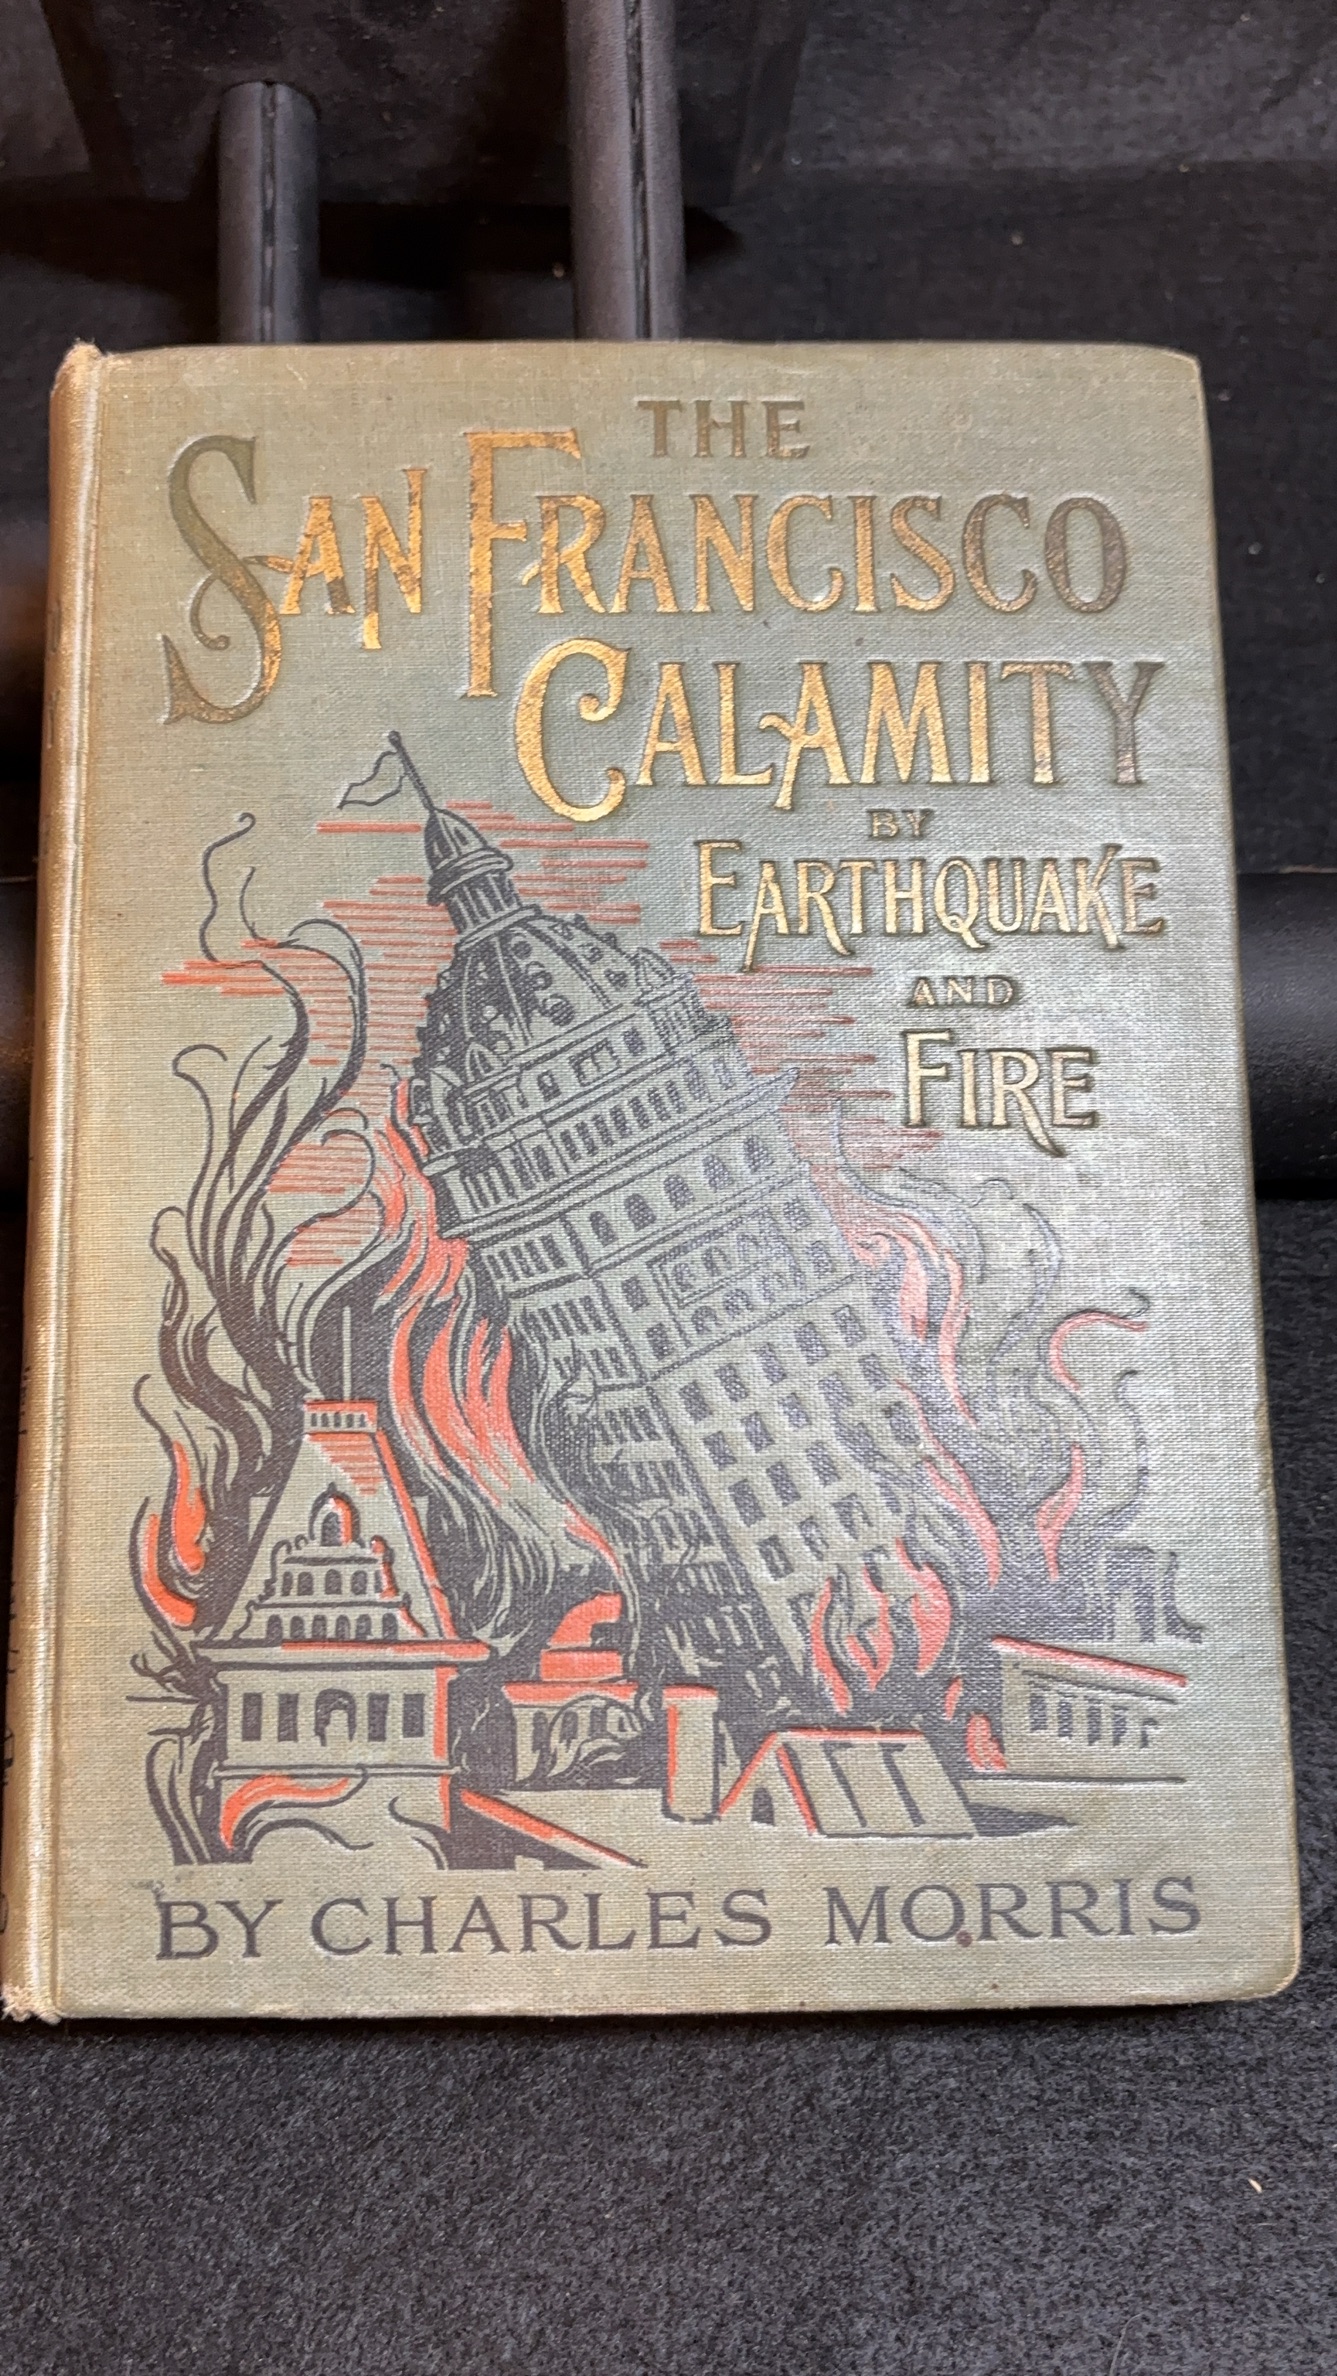 THE
SAN FRANCISCO
CALAMITY
BY
EARTHQUAKE
AND
FIRE
BY CHARLES MORRIS